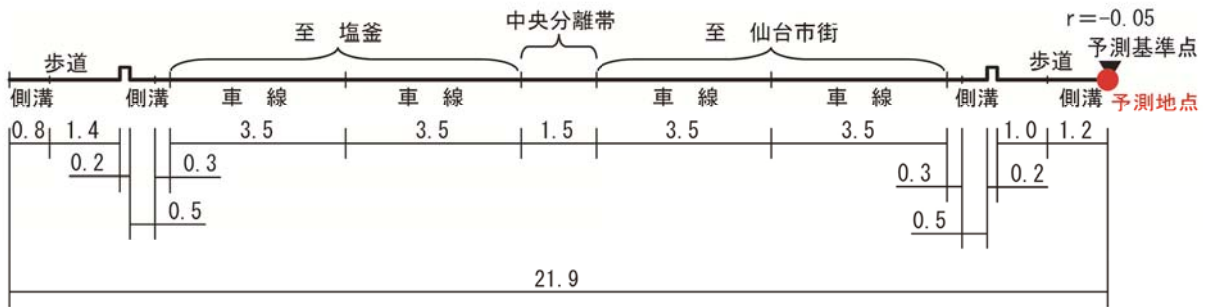 中央分離帯
r=-0.05
至 塩釜
至 仙台市街
予測基準点
歩道
歩道
側溝 側溝 車 線 車 線 車 線 車 線 側溝 側溝 予測地点
0.8 1.4 3.5 3.5 1.5 3.5 3.5 1.0 1.2
0.2 0.3 0.3 0.2
0.5 0.5
21.9